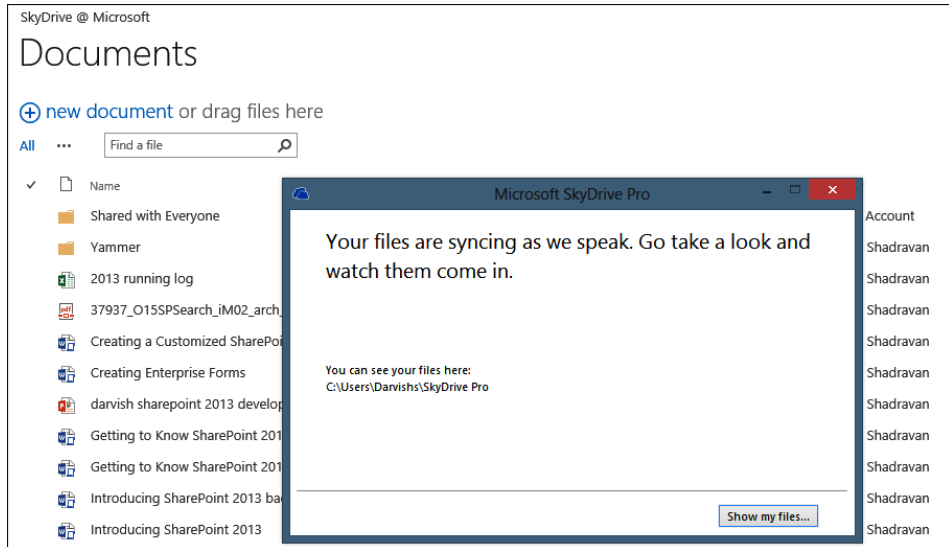 SkyDrive @ Microsoft
Documents
new document or drag files here
All ... Find a file
Name
Account
Shared with Everyone
Yammer Shadravan
2013 running log Shadravan
37937_O15SPSearch_iM02_arch_ Shadravan
Creating a Customized SharePoi Shadravan
Creating Enterprise Forms Shadravan
darvish sharepoint 2013 develop Shadravan
Getting to Know SharePoint 201 Shadravan
Getting to Know SharePoint 201 Shadravan
Introducing SharePoint 2013 ba Shadravan
Introducing SharePoint 2013 Shadravan
Microsoft SkyDrive Pro
Your files are syncing as we speak. Go take a look and
watch them come in.
You can see your files here:
C:\Users\Darvishs\SkyDrive Pro
Show my files...